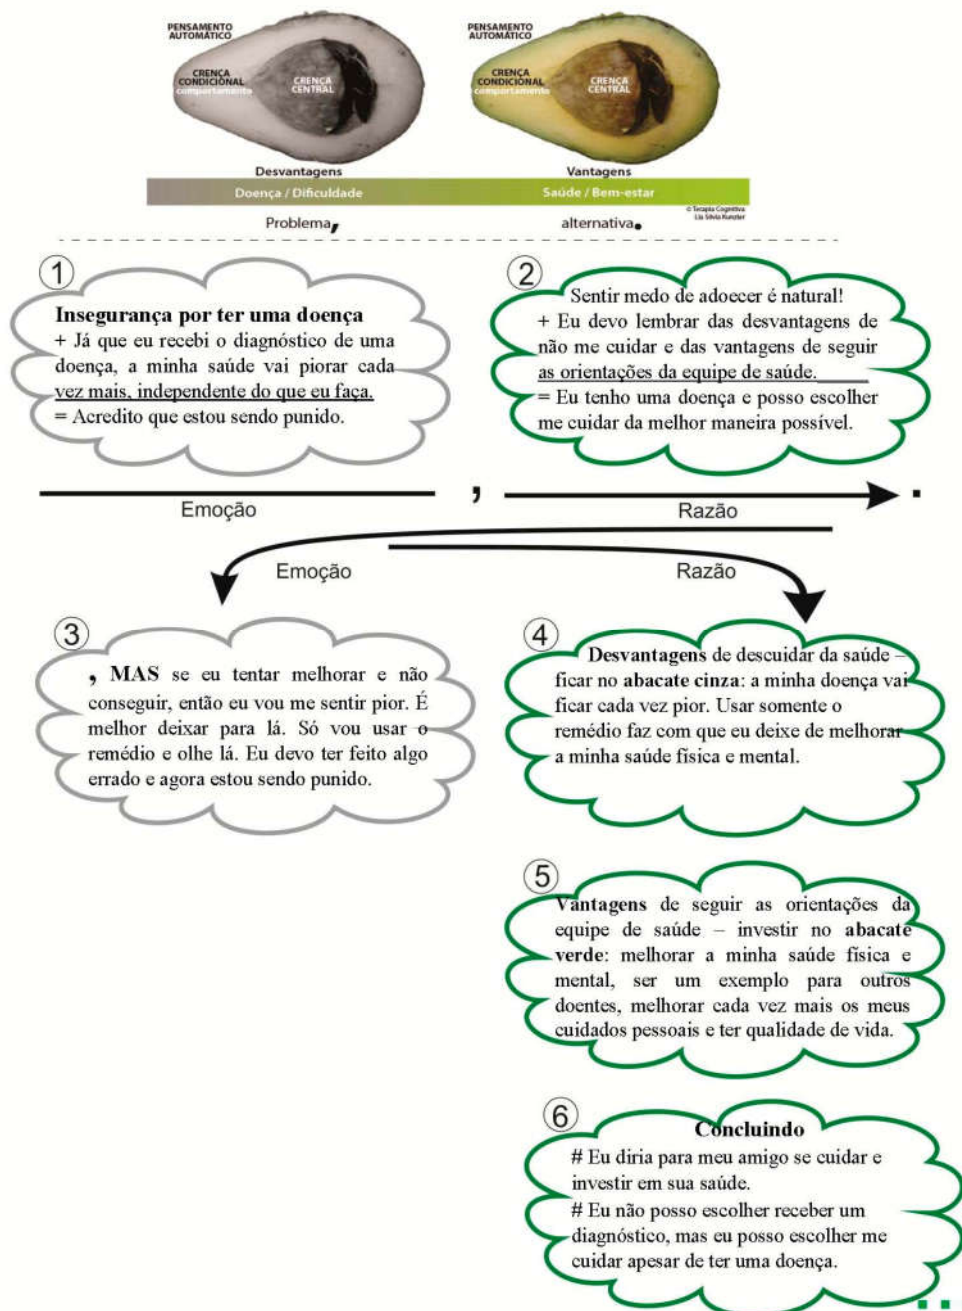 PENSAMENTO
AUTOMÁTICO
CRENÇA
CONDICIONAL
comportamento
CRENÇA
CENTRAL
PENSAMENTO
AUTOMÁTICO
CRENÇA
CONDICIONAL
comportamento
CRENÇA
CENTRAL
Desvantagens
Vantagens
Doença / Dificuldade
Saúde / Bem-estar
© Terapia Cognitiva
Lia Silvia Kunzler
Problema,
alternativa.
1
Insegurança por ter uma doença
+ Já que eu recebi o diagnóstico de uma
doença, a minha saúde vai piorar cada
vez mais, independente do que eu faça.
= Acredito que estou sendo punido.
2
Sentir medo de adoecer é natural!
+ Eu devo lembrar das desvantagens de
não me cuidar e das vantagens de seguir
as orientações da equipe de saúde.
= Eu tenho uma doença e posso escolher
me cuidar da melhor maneira possível.
Emoção
,
Razão
.
Emoção
Razão
3
, MAS se eu tentar melhorar e não
conseguir, então eu vou me sentir pior. É
melhor deixar para lá. Só vou usar o
remédio e olhe lá. Eu devo ter feito algo
errado e agora estou sendo punido.
4
Desvantagens de descuidar da saúde –
ficar no abacate cinza: a minha doença vai
ficar cada vez pior. Usar somente o
remédio faz com que eu deixe de melhorar
a minha saúde física e mental.
5
Vantagens de seguir as orientações da
equipe de saúde – investir no abacate
verde: melhorar a minha saúde física e
mental, ser um exemplo para outros
doentes, melhorar cada vez mais os meus
cuidados pessoais e ter qualidade de vida.
6
Concluindo
# Eu diria para meu amigo se cuidar e
investir em sua saúde.
# Eu não posso escolher receber um
diagnóstico, mas eu posso escolher me
cuidar apesar de ter uma doença.